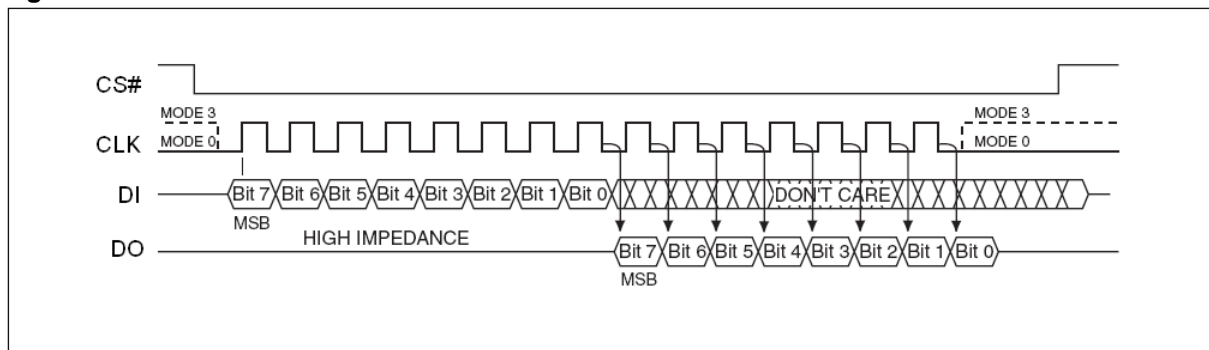 CS#
MODE 3 MODE 3
CLK MODE 0 MODE 0
DI Bit 7 Bit 6 Bit 5 Bit 4 Bit 3 Bit 2 Bit 1 Bit 0 DON'T CARE
MSB
HIGH IMPEDANCE
DO Bit 7 Bit 6 Bit 5 Bit 4 Bit 3 Bit 2 Bit 1 Bit 0
MSB